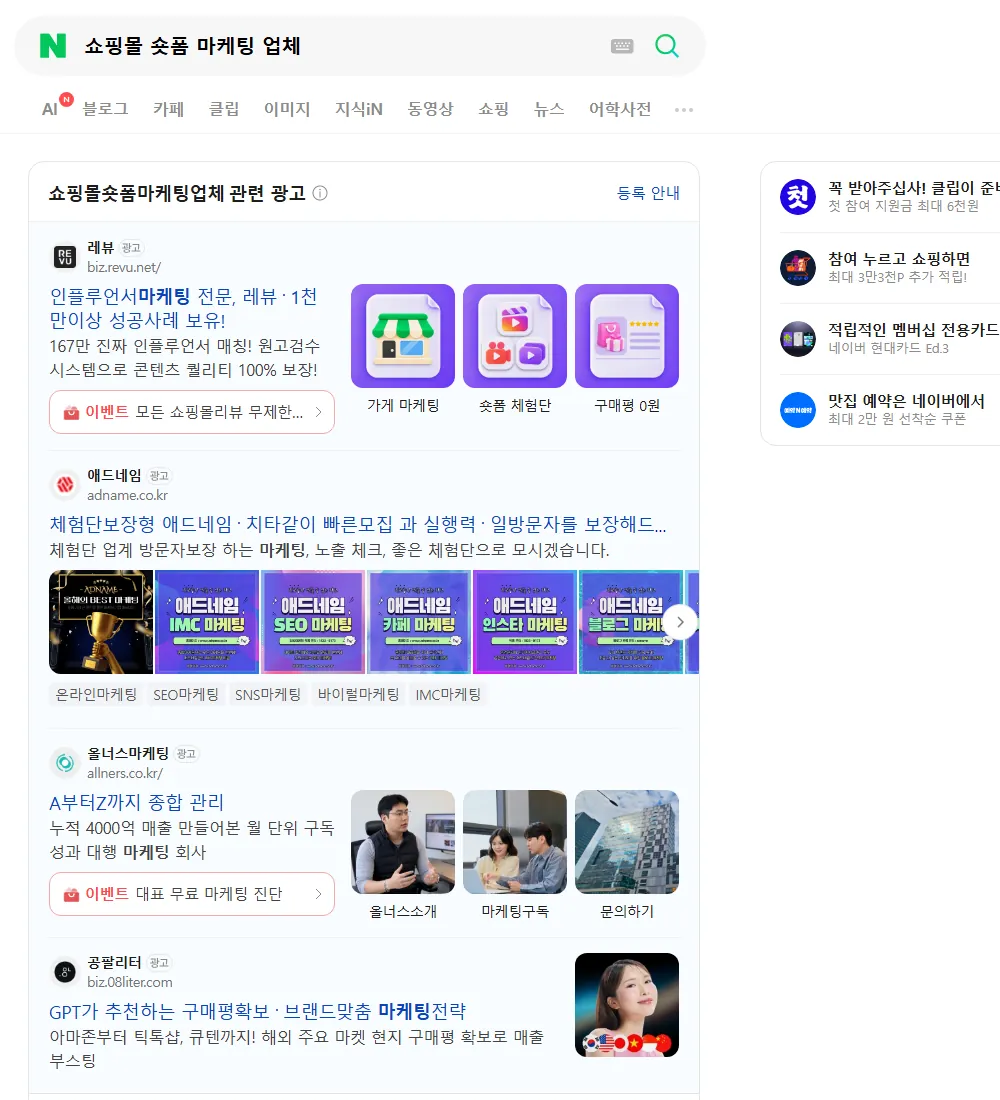 쇼핑몰 숏폼 마케팅 업체
AI N 블로그 카페 클립 이미지 지식iN 동영상 쇼핑 뉴스 어학사전
쇼핑몰숏폼마케팅업체 관련 광고
등록 안내
RE
VU
레뷰 광고
biz.revu.net/
인플루언서마케팅 전문, 레뷰 · 1천
만이상 성공사례 보유!
167만 진짜 인플루언서 매칭! 원고검수
시스템으로 콘텐츠 퀄리티 100% 보장!
이벤트 모든 쇼핑몰리뷰 무제한...
가게 마케팅
숏폼 체험단
구매평 0원
애드네임 광고
adname.co.kr
체험단보장형 애드네임 · 치타같이 빠른모집 과 실행력 · 일방문자를 보장해드...
체험단 업계 방문자보장 하는 마케팅, 노출 체크, 좋은 체험단으로 모시겠습니다.
ADNAME
올해의 BEST 마케팅
애드네임
IMC 마케팅
애드네임
SEO 마케팅
애드네임
카페 마케팅
애드네임
인스타 마케팅
애드네임
블로그 마케
온라인마케팅 SEO마케팅 SNS마케팅 바이럴마케팅 IMC마케팅
올너스마케팅 광고
allners.co.kr/
A부터Z까지 종합 관리
누적 4000억 매출 만들어본 월 단위 구독
성과 대행 마케팅 회사
이벤트 대표 무료 마케팅 진단
올너스소개
마케팅구독
문의하기
공팔리터 광고
biz.08liter.com
GPT가 추천하는 구매평확보 · 브랜드맞춤 마케팅전략
아마존부터 틱톡샵, 큐텐까지! 해외 주요 마켓 현지 구매평 확보로 매출
부스팅
첫
꼭 받아주십사! 클립이 준비
첫 참여 지원금 최대 6천원
참여 누르고 쇼핑하면
최대 3만3천P 추가 적립!
적립적인 멤버십 전용카드
네이버 현대카드 Ed.3
예약 N 예약
맛집 예약은 네이버에서
최대 2만 원 선착순 쿠폰